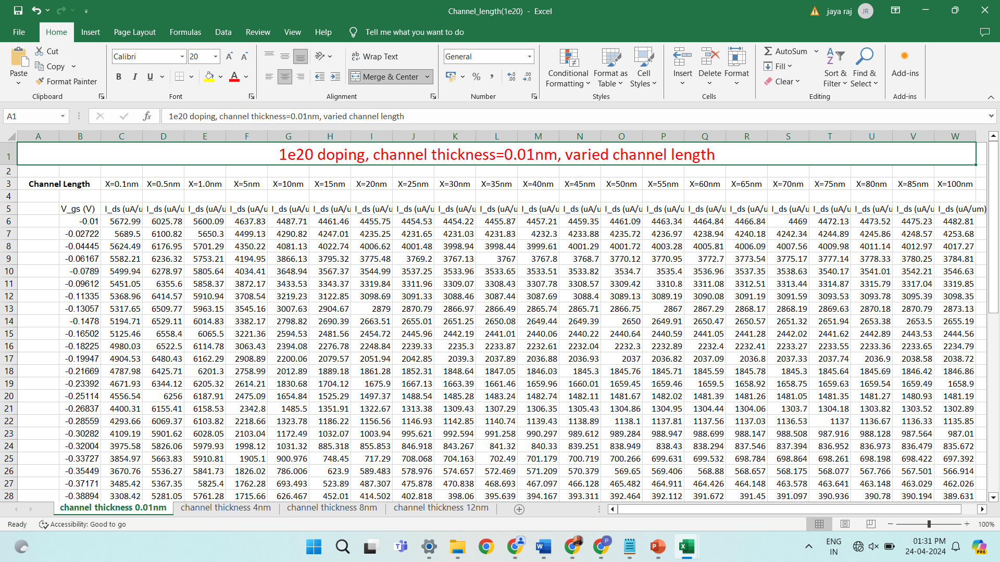 Channel_length(1e20) - Excel
jaya raj
JR
File Home Insert Page Layout Formulas Data Review View Help Tell me what you want to do
Paste
Cut
Copy
Format Painter
Clipboard
Calibri 20
B I U
Font
Wrap Text
Merge & Center
Alignment
General
Number
Conditional Formatting
Format as Table
Cell Styles
Styles
Insert
Delete
Format
Cells
AutoSum
Fill
Clear
Sort & Filter
Find & Select
Editing
Add-ins
Add-ins
A1 fx 1e20 doping, channel thickness=0.01nm, varied channel length
A B C D E F G H I J K L M N O P Q R S T U V W
1 1e20 doping, channel thickness=0.01nm, varied channel length
2
3 Channel Length X=0.1nm X=0.5nm X=1.0nm X=5nm X=10nm X=15nm X=20nm X=25nm X=30nm X=35nm X=40nm X=45nm X=50nm X=55nm X=60nm X=65nm X=70nm X=75nm X=80nm X=85nm X=100nm
4
5 V_gs (V) I_ds (uA/u I_ds (uA/u I_ds (uA/u I_ds (uA/u I_ds (uA/u I_ds (uA/u I_ds (uA/u I_ds (uA/u I_ds (uA/u I_ds (uA/u I_ds (uA/u I_ds (uA/u I_ds (uA/u I_ds (uA/u I_ds (uA/u I_ds (uA/u I_ds (uA/u I_ds (uA/u I_ds (uA/u I_ds (uA/u I_ds (uA/um)
6 -0.01 5672.99 6025.78 5600.09 4637.83 4487.71 4461.46 4455.75 4454.53 4454.22 4455.87 4457.21 4459.35 4461.09 4463.34 4464.84 4466.84 4469 4472.13 4473.52 4475.23 4482.81
7 -0.02722 5689.5 6100.82 5650.3 4499.13 4290.82 4247.01 4235.25 4231.65 4231.03 4231.83 4232.3 4233.88 4235.72 4236.97 4238.94 4240.18 4242.34 4244.89 4245.86 4248.57 4253.68
8 -0.04445 5624.49 6176.95 5701.29 4350.22 4081.13 4022.74 4006.62 4001.48 3998.94 3998.44 3999.61 4001.29 4001.72 4003.28 4005.81 4006.09 4007.56 4009.98 4011.14 4012.97 4017.27
9 -0.06167 5582.21 6236.32 5753.21 4194.95 3866.13 3795.32 3775.48 3769.2 3767.13 3767 3767.8 3768.7 3770.12 3770.95 3772.7 3773.54 3775.17 3777.14 3778.33 3780.25 3784.81
10 -0.0789 5499.94 6278.97 5805.64 4034.41 3648.94 3567.37 3544.99 3537.25 3533.96 3533.65 3533.51 3533.82 3534.7 3535.4 3536.96 3537.35 3538.63 3540.17 3541.01 3542.21 3546.63
11 -0.09612 5451.05 6355.6 5858.37 3872.17 3433.53 3343.37 3319.84 3311.96 3309.07 3308.43 3307.78 3308.57 3309.42 3310.8 3311.08 3312.51 3313.44 3314.87 3315.79 3317.04 3319.85
12 -0.11335 5368.96 6414.57 5910.94 3708.54 3219.23 3122.85 3098.69 3091.33 3088.46 3087.44 3087.69 3088.4 3089.13 3089.19 3090.08 3091.19 3091.59 3093.53 3093.78 3095.39 3098.35
13 -0.13057 5317.65 6509.77 5963.15 3545.16 3007.63 2904.67 2879 2870.79 2866.97 2866.49 2865.74 2865.71 2866.75 2867 2867.29 2868.17 2868.19 2869.63 2870.18 2870.79 2873.13
14 -0.1478 5194.71 6529.11 6014.83 3382.17 2798.82 2690.39 2663.51 2655.01 2651.25 2650.08 2649.44 2649.39 2650 2649.91 2650.47 2650.57 2651.32 2651.94 2653.38 2653.5 2655.19
15 -0.16502 5125.46 6558.4 6065.5 3221.36 2594.53 2481.56 2454.72 2445.96 2442.19 2441.01 2440.06 2440.22 2440.64 2440.59 2441.05 2441.28 2442.02 2441.62 2442.89 2443.53 2444.56
16 -0.18225 4980.03 6522.5 6114.78 3063.43 2394.08 2276.78 2248.84 2239.33 2235.3 2233.87 2232.61 2232.04 2232.3 2232.89 2232.4 2232.41 2233.27 2233.55 2233.36 2233.65 2234.79
17 -0.19947 4904.53 6480.43 6162.29 2908.89 2200.06 2079.57 2051.94 2042.85 2039.3 2037.89 2036.88 2036.93 2037 2036.82 2037.09 2036.8 2037.33 2037.74 2036.9 2038.58 2038.72
18 -0.21669 4787.98 6425.71 6201.3 2758.99 2012.89 1889.18 1861.28 1852.31 1848.64 1847.05 1846.03 1845.3 1845.76 1845.71 1845.59 1845.78 1845.3 1845.64 1845.69 1846.42 1846.86
19 -0.23392 4671.93 6344.12 6205.32 2614.21 1830.68 1704.12 1675.9 1667.13 1663.39 1661.46 1659.96 1660.01 1659.45 1659.46 1659.5 1658.92 1658.75 1659.63 1659.54 1659.49 1658.9
20 -0.25114 4556.54 6256 6187.91 2475.09 1654.84 1525.29 1497.37 1488.54 1485.28 1483.24 1482.74 1482.11 1481.67 1482.02 1481.39 1481.26 1481.05 1481.35 1481.27 1480.93 1481.19
21 -0.26837 4400.31 6155.41 6158.53 2342.8 1485.5 1351.91 1322.67 1313.38 1309.43 1307.29 1306.35 1305.43 1304.86 1304.95 1304.44 1304.06 1303.7 1304.18 1303.82 1303.52 1302.89
22 -0.28559 4293.66 6069.37 6103.82 2218.66 1323.78 1186.22 1156.56 1146.93 1142.85 1140.74 1139.43 1138.89 1138.1 1137.81 1137.56 1137.03 1136.53 1137 1136.67 1136.33 1135.85
23 -0.30282 4109.19 5901.62 6028.05 2103.04 1172.49 1032.07 1003.94 995.621 992.594 991.258 990.297 989.612 989.284 988.947 988.699 988.147 988.508 987.916 988.128 987.564 987.01
24 -0.32004 3975.58 5826.06 5979.93 1998.12 1031.32 885.318 855.853 846.918 843.267 841.32 840.33 839.251 838.949 838.43 838.294 837.546 837.394 836.952 836.973 836.479 835.672
25 -0.33727 3854.97 5663.83 5910.81 1905.1 900.976 748.45 717.29 708.068 704.163 702.49 701.179 700.719 700.266 699.631 699.532 698.784 698.864 698.261 698.198 698.422 697.392
26 -0.35449 3670.76 5536.27 5841.73 1826.02 786.006 623.9 589.483 578.976 574.657 572.469 571.209 570.379 569.65 569.406 568.88 568.657 568.175 568.077 567.766 567.501 566.914
27 -0.37171 3485.42 5367.35 5825.4 1762.28 693.493 523.89 487.307 475.878 470.838 468.693 467.097 466.128 465.482 464.911 464.426 464.148 463.578 463.641 463.148 463.029 462.026
28 -0.38894 3308.42 5281.05 5761.28 1715.66 626.467 452.01 414.502 402.818 398.06 395.639 394.167 393.311 392.464 392.112 391.672 391.45 391.097 390.936 390.78 390.194 389.631
channel thickness 0.01nm channel thickness 4nm channel thickness 8nm channel thickness 12nm
Ready Accessibility: Good to go 100%
ENG
IN
01:31 PM
24-04-2024
PRE